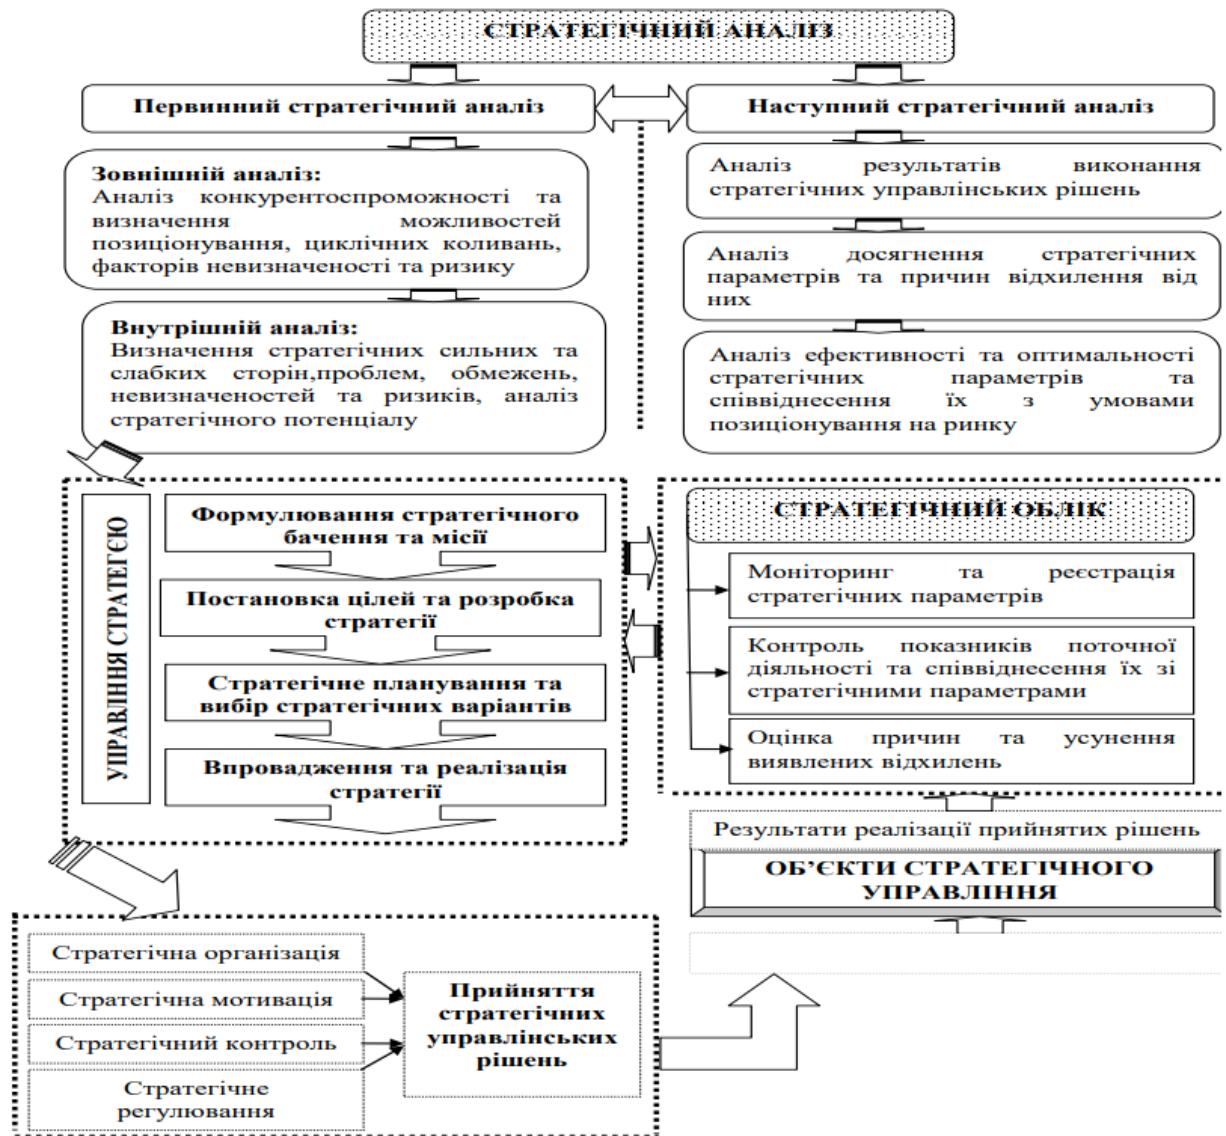 СТРАТЕГІЧНИЙ АНАЛІЗ
Первинний стратегічний аналіз
Наступний стратегічний аналіз
Зовнішній аналіз:
Аналіз конкурентоспроможності та
визначення можливостей
позиціонування, циклічних коливань,
факторів невизначеності та ризику
Внутрішній аналіз:
Визначення стратегічних сильних та
слабких сторін,проблем, обмежень,
невизначеностей та ризиків, аналіз
стратегічного потенціалу
Аналіз результатів виконання
стратегічних управлінських рішень
Аналіз досягнення стратегічних
параметрів та причин відхилення від
них
Аналіз ефективності та оптимальності
стратегічних параметрів та
співвіднесення їх з умовами
позиціонування на ринку
УПРАВЛІННЯ СТРАТЕГЄЮ
Формулювання стратегічного
бачення та місії
Постановка цілей та розробка
стратегії
Стратегічне планування та
вибір стратегічних варіантів
Впровадження та реалізація
стратегії
СТРАТЕГІЧНИЙ ОБЛІК
Моніторинг та реєстрація
стратегічних параметрів
Контроль показників поточної
діяльності та співвіднесення їх зі
стратегічними параметрами
Оцінка причин та усунення
виявлених відхилень
Результати реалізації прийнятих рішень
ОБ’ЄКТИ СТРАТЕГІЧНОГО
УПРАВЛІННЯ
Стратегічна організація
Стратегічна мотивація
Стратегічний контроль
Стратегічне
регулювання
Прийняття
стратегічних
управлінських
рішень